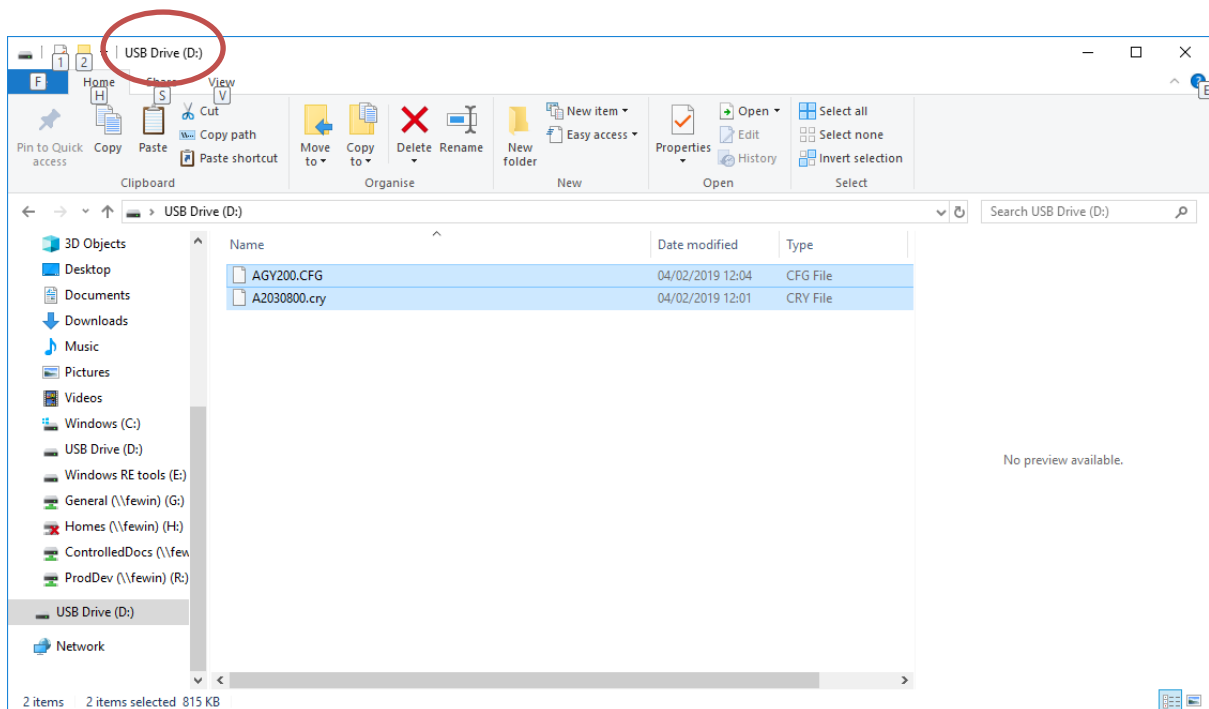 USB Drive (D:)
1 2
F Home Share View
H S V E
Pin to Quick access
Copy
Paste
Cut
Copy path
Paste shortcut
Clipboard
Move to
Copy to
Delete
Rename
Organise
New folder
New item
Easy access
New
Properties
Open
Edit
History
Open
Select all
Select none
Invert selection
Select
USB Drive (D:)
Search USB Drive (D:)
3D Objects
Desktop
Documents
Downloads
Music
Pictures
Videos
Windows (C:)
USB Drive (D:)
Windows RE tools (E:)
General (\\fewin) (G:)
Homes (\\fewin) (H:)
ControlledDocs (\\few
ProdDev (\\fewin) (R:)
USB Drive (D:)
Network
Name Date modified Type
AGY200.CFG 04/02/2019 12:04 CFG File
A2030800.cry 04/02/2019 12:01 CRY File
No preview available.
2 items 2 items selected 815 KB